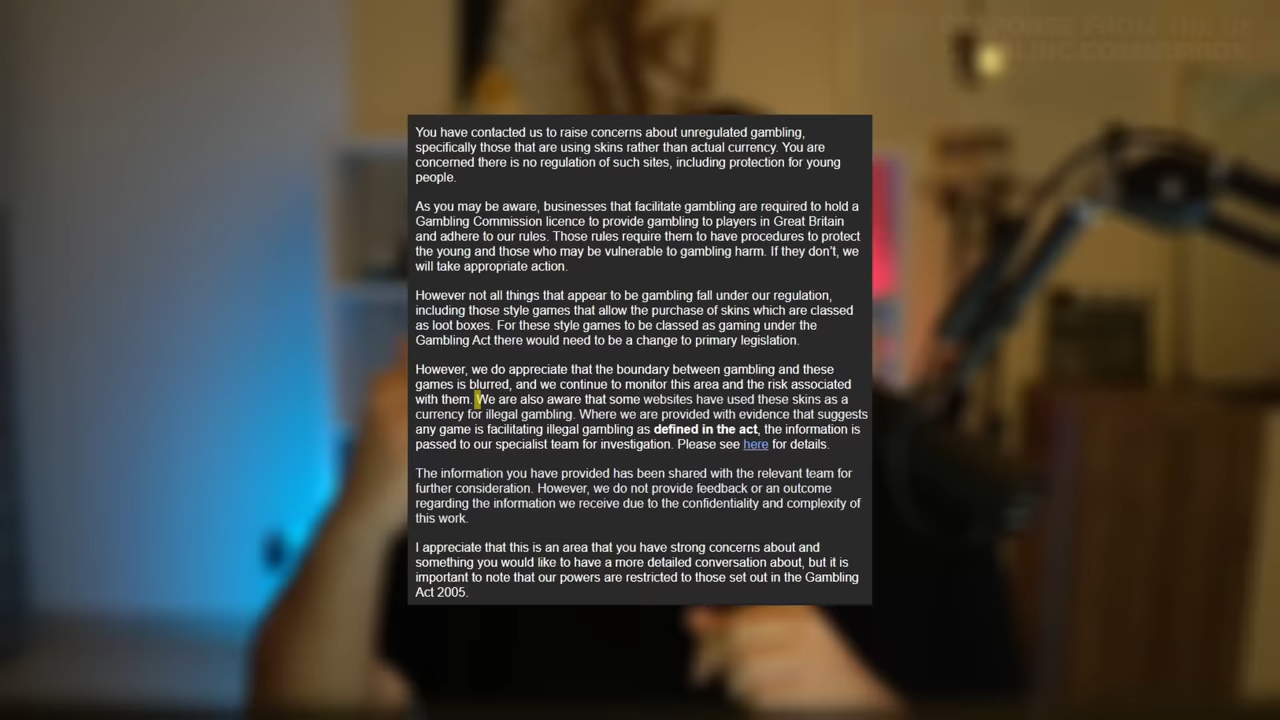 RESPONSE FROM THE UK
You have contacted us to raise concerns about unregulated gambling,
specifically those that are using skins rather than actual currency. You are
concerned there is no regulation of such sites, including protection for young
people.
As you may be aware, businesses that facilitate gambling are required to hold a
Gambling Commission licence to provide gambling to players in Great Britain
and adhere to our rules. Those rules require them to have procedures to protect
the young and those who may be vulnerable to gambling harm. If they don't, we
will take appropriate action.
However not all things that appear to be gambling fall under our regulation,
including those style games that allow the purchase of skins which are classed
as loot boxes. For these style games to be classed as gaming under the
Gambling Act there would need to be a change to primary legislation.
However, we do appreciate that the boundary between gambling and these
games is blurred, and we continue to monitor this area and the risk associated
with them. We are also aware that some websites have used these skins as a
currency for illegal gambling. Where we are provided with evidence that suggests
any game is facilitating illegal gambling as defined in the act, the information is
passed to our specialist team for investigation. Please see here for details.
The information you have provided has been shared with the relevant team for
further consideration. However, we do not provide feedback or an outcome
regarding the information we receive due to the confidentiality and complexity of
this work.
I appreciate that this is an area that you have strong concerns about and
something you would like to have a more detailed conversation about, but it is
important to note that our powers are restricted to those set out in the Gambling
Act 2005.